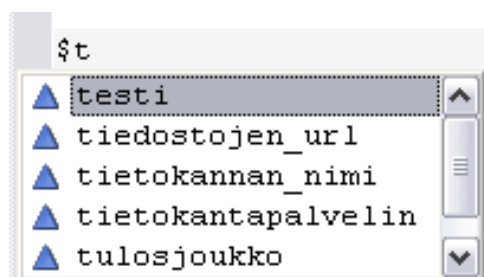 $t
testi
tiedostojen_url
tietokannan_nimi
tietokantapalvelin
tulosjoukko